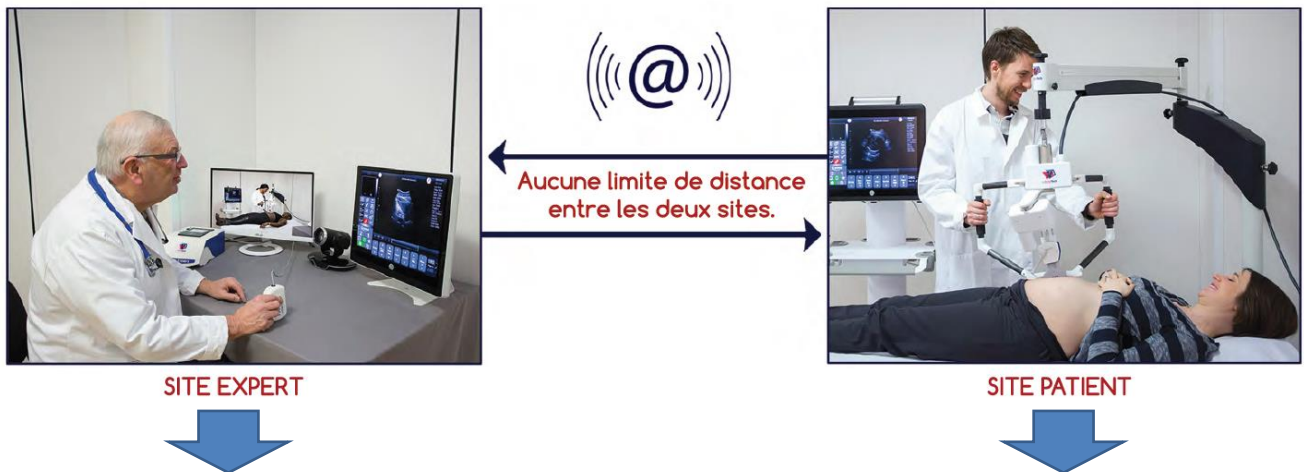 @
Aucune limite de distance
entre les deux sites.
SITE EXPERT
SITE PATIENT